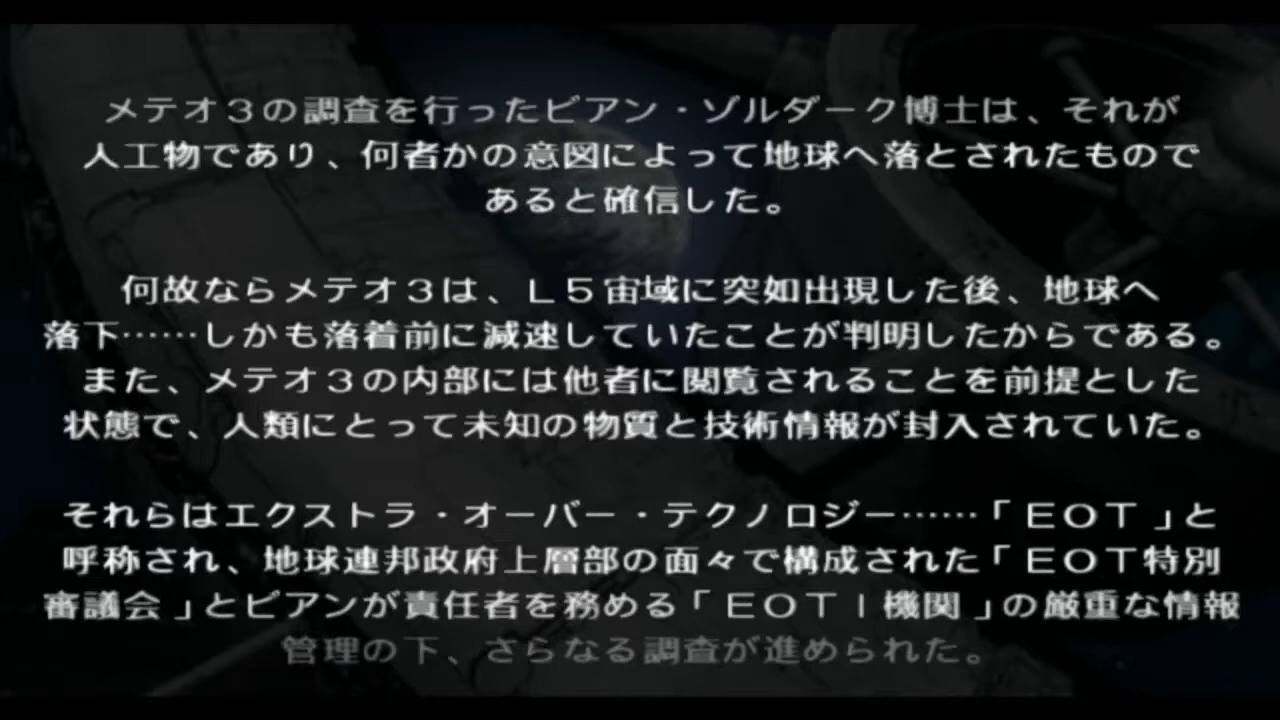 メテオ３の調査を行ったビアン・ゾルダーク博士は、それが
人工物であり、何者かの意図によって地球へ落とされたもので
あると確信した。
何故ならメテオ３は、Ｌ５宙域に突如出現した後、地球へ
落下……しかも落着前に減速していたことが判明したからである。
また、メテオ３の内部には他者に閲覧されることを前提とした
状態で、人類にとって未知の物質と技術情報が封入されていた。
それらはエクストラ・オーバー・テクノロジー……「ＥＯＴ」と
呼称され、地球連邦政府上層部の面々で構成された「ＥＯＴ特別
審議会」とビアンが責任者を務める「ＥＯＴＩ機関」の厳重な情報
管理の下、さらなる調査が進められた。